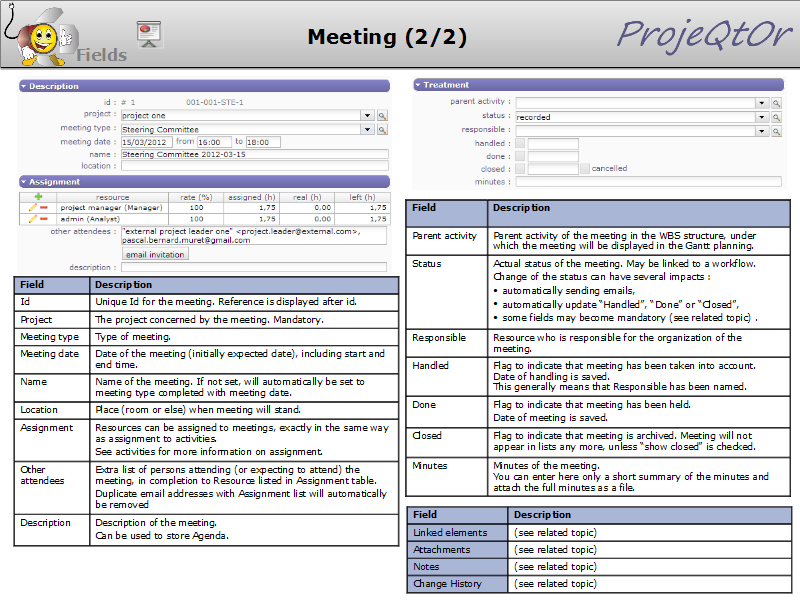 Fields
Meeting (2/2)
ProjeQtOr
Description
id : # 1 001-001-STE-1
project : project one
meeting type : Steering Committee
meeting date : 15/03/2012 from 16:00 to 18:00
name : Steering Committee 2012-03-15
location :
Assignment
resource rate (%) assigned (h) real (h) left (h)
project manager (Manager) 100 1,75 0,00 1,75
admin (Analyst) 100 1,75 0,00 1,75
other attendees : "external project leader one" <project.leader@external.com>,
pascal.bernard.muret@gmail.com
email invitation
description :
Field Description
Id Unique Id for the meeting. Reference is displayed after id.
Project The project concerned by the meeting. Mandatory.
Meeting type Type of meeting.
Meeting date Date of the meeting (initially expected date), including start and
end time.
Name Name of the meeting. If not set, will automatically be set to
meeting type completed with meeting date.
Location Place (room or else) when meeting will stand.
Assignment Resources can be assigned to meetings, exactly in the same way
as assignment to activities.
See activities for more information on assignment.
Other Extra list of persons attending (or expecting to attend) the
attendees meeting, in completion to Resource listed in Assignment table.
Duplicate email addresses with Assignment list will automatically
be removed
Description Description of the meeting.
Can be used to store Agenda.
Treatment
parent activity :
status : recorded
responsible :
handled :
done :
closed : cancelled
minutes :
Field Description
Parent activity Parent activity of the meeting in the WBS structure, under
which the meeting will be displayed in the Gantt planning.
Status Actual status of the meeting. May be linked to a workflow.
Change of the status can have several impacts :
• automatically sending emails,
• automatically update “Handled”, “Done” or “Closed”,
• some fields may become mandatory (see related topic) .
Responsible Resource who is responsible for the organization of the
meeting.
Handled Flag to indicate that meeting has been taken into account.
Date of handling is saved.
This generally means that Responsible has been named.
Done Flag to indicate that meeting has been held.
Date of meeting is saved.
Closed Flag to indicate that meeting is archived. Meeting will not
appear in lists any more, unless “show closed” is checked.
Minutes Minutes of the meeting.
You can enter here only a short summary of the minutes and
attach the full minutes as a file.
Field Description
Linked elements (see related topic)
Attachments (see related topic)
Notes (see related topic)
Change History (see related topic)